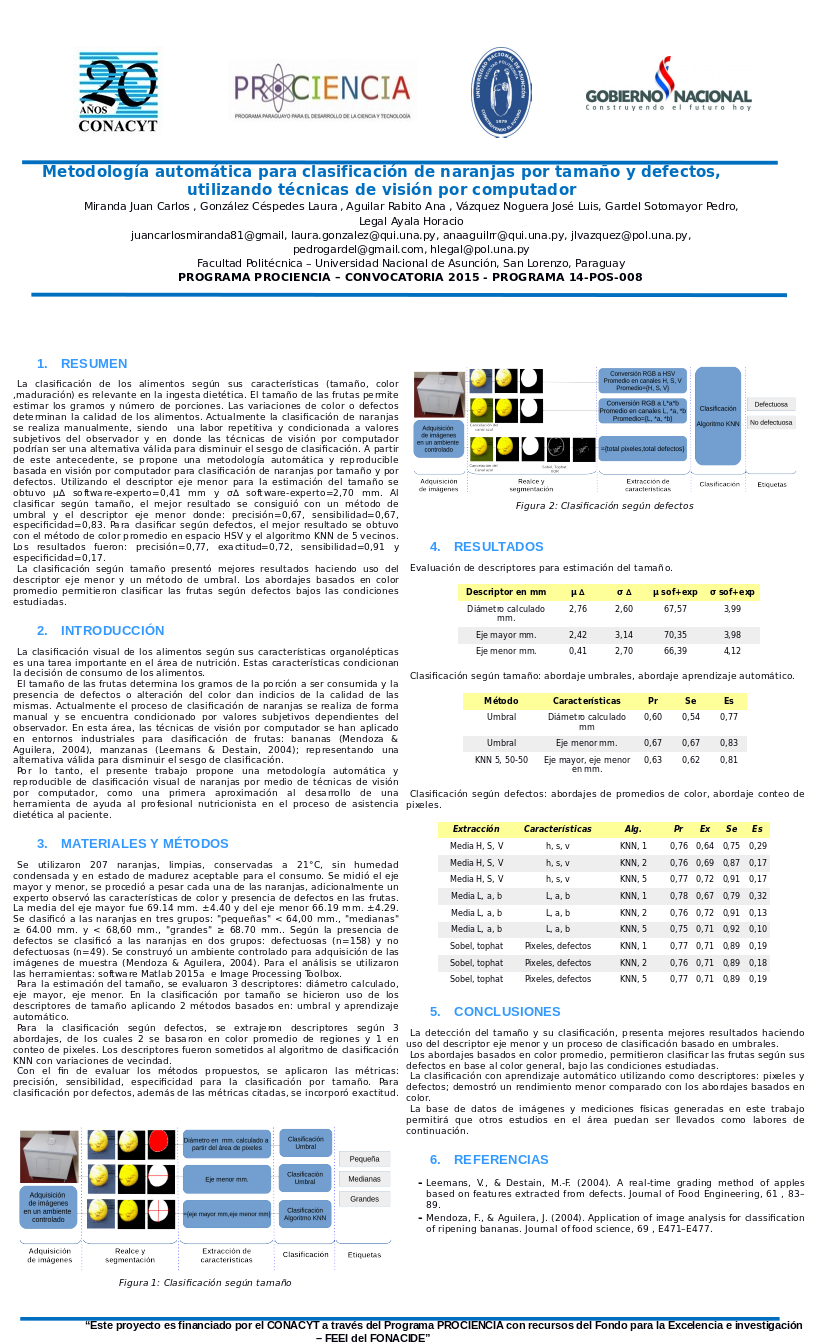 20
AÑOS
CONACYT
PROCIENCIA
PROGRAMA PARAGUAYO PARA EL DESARROLLO DE LA CIENCIA Y TECNOLOGÍA
UNIVERSIDAD NACIONAL DE ASUNCIÓN
FACULTAD POLITÉCNICA
GOBIERNO NACIONAL
Construyendo el futuro hoy
Metodología automática para clasificación de naranjas por tamaño y defectos,
utilizando técnicas de visión por computador
Miranda Juan Carlos , González Céspedes Laura , Aguilar Rabito Ana , Vázquez Noguera José Luis, Gardel Sotomayor Pedro,
Legal Ayala Horacio
juancarlosmiranda81@gmail, laura.gonzalez@qui.una.py, anaaguilrr@qui.una.py, jlvazquez@pol.una.py,
pedrogardel@gmail.com, hlegal@pol.una.py
Facultad Politécnica – Universidad Nacional de Asunción, San Lorenzo, Paraguay
PROGRAMA PROCIENCIA – CONVOCATORIA 2015 - PROGRAMA 14-POS-008
1. RESUMEN
La clasificación de los alimentos según sus características (tamaño, color
,maduración) es relevante en la ingesta dietética. El tamaño de las frutas permite
estimar los gramos y número de porciones. Las variaciones de color o defectos
determinan la calidad de los alimentos. Actualmente la clasificación de naranjas
se realiza manualmente, siendo una labor repetitiva y condicionada a valores
subjetivos del observador y en donde las técnicas de visión por computador
podrían ser una alternativa válida para disminuir el sesgo de clasificación. A partir
de este antecedente, se propone una metodología automática y reproducible
basada en visión por computador para clasificación de naranjas por tamaño y por
defectos. Utilizando el descriptor eje menor para la estimación del tamaño se
obtuvo μΔ software-experto=0,41 mm y σΔ software-experto=2,70 mm. Al
clasificar según tamaño, el mejor resultado se consiguió con un método de
umbral y el descriptor eje menor donde: precisión=0,67, sensibilidad=0,67,
especificidad=0,83. Para clasificar según defectos, el mejor resultado se obtuvo
con el método de color promedio en espacio HSV y el algoritmo KNN de 5 vecinos.
Los resultados fueron: precisión=0,77, exactitud=0,72, sensibilidad=0,91 y
especificidad=0,17.
La clasificación según tamaño presentó mejores resultados haciendo uso del
descriptor eje menor y un método de umbral. Los abordajes basados en color
promedio permitieron clasificar las frutas según defectos bajos las condiciones
estudiadas.
2. INTRODUCCIÓN
La clasificación visual de los alimentos según sus características organolépticas
es una tarea importante en el área de nutrición. Estas características condicionan
la decisión de consumo de los alimentos.
El tamaño de las frutas determina los gramos de la porción a ser consumida y la
presencia de defectos o alteración del color dan indicios de la calidad de las
mismas. Actualmente el proceso de clasificación de naranjas se realiza de forma
manual y se encuentra condicionado por valores subjetivos dependientes del
observador. En esta área, las técnicas de visión por computador se han aplicado
en entornos industriales para clasificación de frutas: bananas (Mendoza &
Aguilera, 2004), manzanas (Leemans & Destain, 2004); representando una
alternativa válida para disminuir el sesgo de clasificación.
Por lo tanto, el presente trabajo propone una metodología automática y
reproducible de clasificación visual de naranjas por medio de técnicas de visión
por computador, como una primera aproximación al desarrollo de una
herramienta de ayuda al profesional nutricionista en el proceso de asistencia
dietética al paciente.
3. MATERIALES Y MÉTODOS
Se utilizaron 207 naranjas, limpias, conservadas a 21°C, sin humedad
condensada y en estado de madurez aceptable para el consumo. Se midió el eje
mayor y menor, se procedió a pesar cada una de las naranjas, adicionalmente un
experto observó las características de color y presencia de defectos en las frutas.
La media del eje mayor fue 69.14 mm. ±4.40 y del eje menor 66.19 mm. ±4.29.
Se clasificó a las naranjas en tres grupos: "pequeñas" < 64,00 mm., "medianas"
≥ 64.00 mm. y < 68,60 mm., "grandes" ≥ 68.70 mm.. Según la presencia de
defectos se clasificó a las naranjas en dos grupos: defectuosas (n=158) y no
defectuosas (n=49). Se construyó un ambiente controlado para adquisición de las
imágenes de muestra (Mendoza & Aguilera, 2004). Para el análisis se utilizaron
las herramientas: software Matlab 2015a e Image Processing Toolbox.
Para la estimación del tamaño, se evaluaron 3 descriptores: diámetro calculado,
eje mayor, eje menor. En la clasificación por tamaño se hicieron uso de los
descriptores de tamaño aplicando 2 métodos basados en: umbral y aprendizaje
automático.
Para la clasificación según defectos, se extrajeron descriptores según 3
abordajes, de los cuales 2 se basaron en color promedio de regiones y 1 en
conteo de pixeles. Los descriptores fueron sometidos al algoritmo de clasificación
KNN con variaciones de vecindad.
Con el fin de evaluar los métodos propuestos, se aplicaron las métricas:
precisión, sensibilidad, especificidad para la clasificación por tamaño. Para
clasificación por defectos, además de las métricas citadas, se incorporó exactitud.
Adquisición
de imágenes
en un ambiente
controlado
Diámetro en mm. calculado a
partir del área de pixeles
Eje menor mm.
={eje mayor mm,eje menor mm}
Clasificación
Umbral
Clasificación
Umbral
Clasificación
Algoritmo KNN
Pequeña
Medianas
Grandes
Adquisición
de imágenes
Realce y
segmentación
Extracción de
características
Clasificación
Etiquetas
Figura 1: Clasificación según tamaño
Adquisición
de imágenes
en un ambiente
controlado
Conversión RGB a HSV
Promedio en canales H, S, V
Promedio={H, S, V}
Conversión RGB a L*a*b
Promedio en canales L, *a, *b
Promedio={L, *a, *b}
={total pixeles,total defectos}
Clasificación
Algoritmo KNN
Defectuosa
No defectuosa
Adquisición
de imágenes
Realce y
segmentación
Extracción de
características
Clasificación
Etiquetas
Figura 2: Clasificación según defectos
4. RESULTADOS
Evaluación de descriptores para estimación del tamaño.
Descriptor en mm μ Δ σ Δ μ sof+exp σ sof+exp
Diámetro calculado mm. 2,76 2,60 67,57 3,99
Eje mayor mm. 2,42 3,14 70,35 3,98
Eje menor mm. 0,41 2,70 66,39 4,12
Clasificación según tamaño: abordaje umbrales, abordaje aprendizaje automático.
Método Características Pr Se Es
Umbral Diámetro calculado mm 0,60 0,54 0,77
Umbral Eje menor mm. 0,67 0,67 0,83
KNN 5, 50-50 Eje mayor, eje menor en mm. 0,63 0,62 0,81
Clasificación según defectos: abordajes de promedios de color, abordaje conteo de
pixeles.
Extracción Características Alg. Pr Ex Se Es
Media H, S, V h, s, v KNN, 1 0,76 0,64 0,75 0,29
Media H, S, V h, s, v KNN, 2 0,76 0,69 0,87 0,17
Media H, S, V h, s, v KNN, 5 0,77 0,72 0,91 0,17
Media L, a, b L, a, b KNN, 1 0,78 0,67 0,79 0,32
Media L, a, b L, a, b KNN, 2 0,76 0,72 0,91 0,13
Media L, a, b L, a, b KNN, 5 0,75 0,71 0,92 0,10
Sobel, tophat Pixeles, defectos KNN, 1 0,77 0,71 0,89 0,19
Sobel, tophat Pixeles, defectos KNN, 2 0,76 0,71 0,89 0,18
Sobel, tophat Pixeles, defectos KNN, 5 0,77 0,71 0,89 0,19
5. CONCLUSIONES
La detección del tamaño y su clasificación, presenta mejores resultados haciendo
uso del descriptor eje menor y un proceso de clasificación basado en umbrales.
Los abordajes basados en color promedio, permitieron clasificar las frutas según sus
defectos en base al color general, bajo las condiciones estudiadas.
La clasificación con aprendizaje automático utilizando como descriptores: pixeles y
defectos; demostró un rendimiento menor comparado con los abordajes basados en
color.
La base de datos de imágenes y mediciones físicas generadas en este trabajo
permitirá que otros estudios en el área puedan ser llevados como labores de
continuación.
6. REFERENCIAS
- Leemans, V., & Destain, M.-F. (2004). A real-time grading method of apples
based on features extracted from defects. Journal of Food Engineering, 61 , 83–
89.
- Mendoza, F., & Aguilera, J. (2004). Application of image analysis for classification
of ripening bananas. Journal of food science, 69 , E471–E477.
“Este proyecto es financiado por el CONACYT a través del Programa PROCIENCIA con recursos del Fondo para la Excelencia e investigación
– FEEI del FONACIDE”